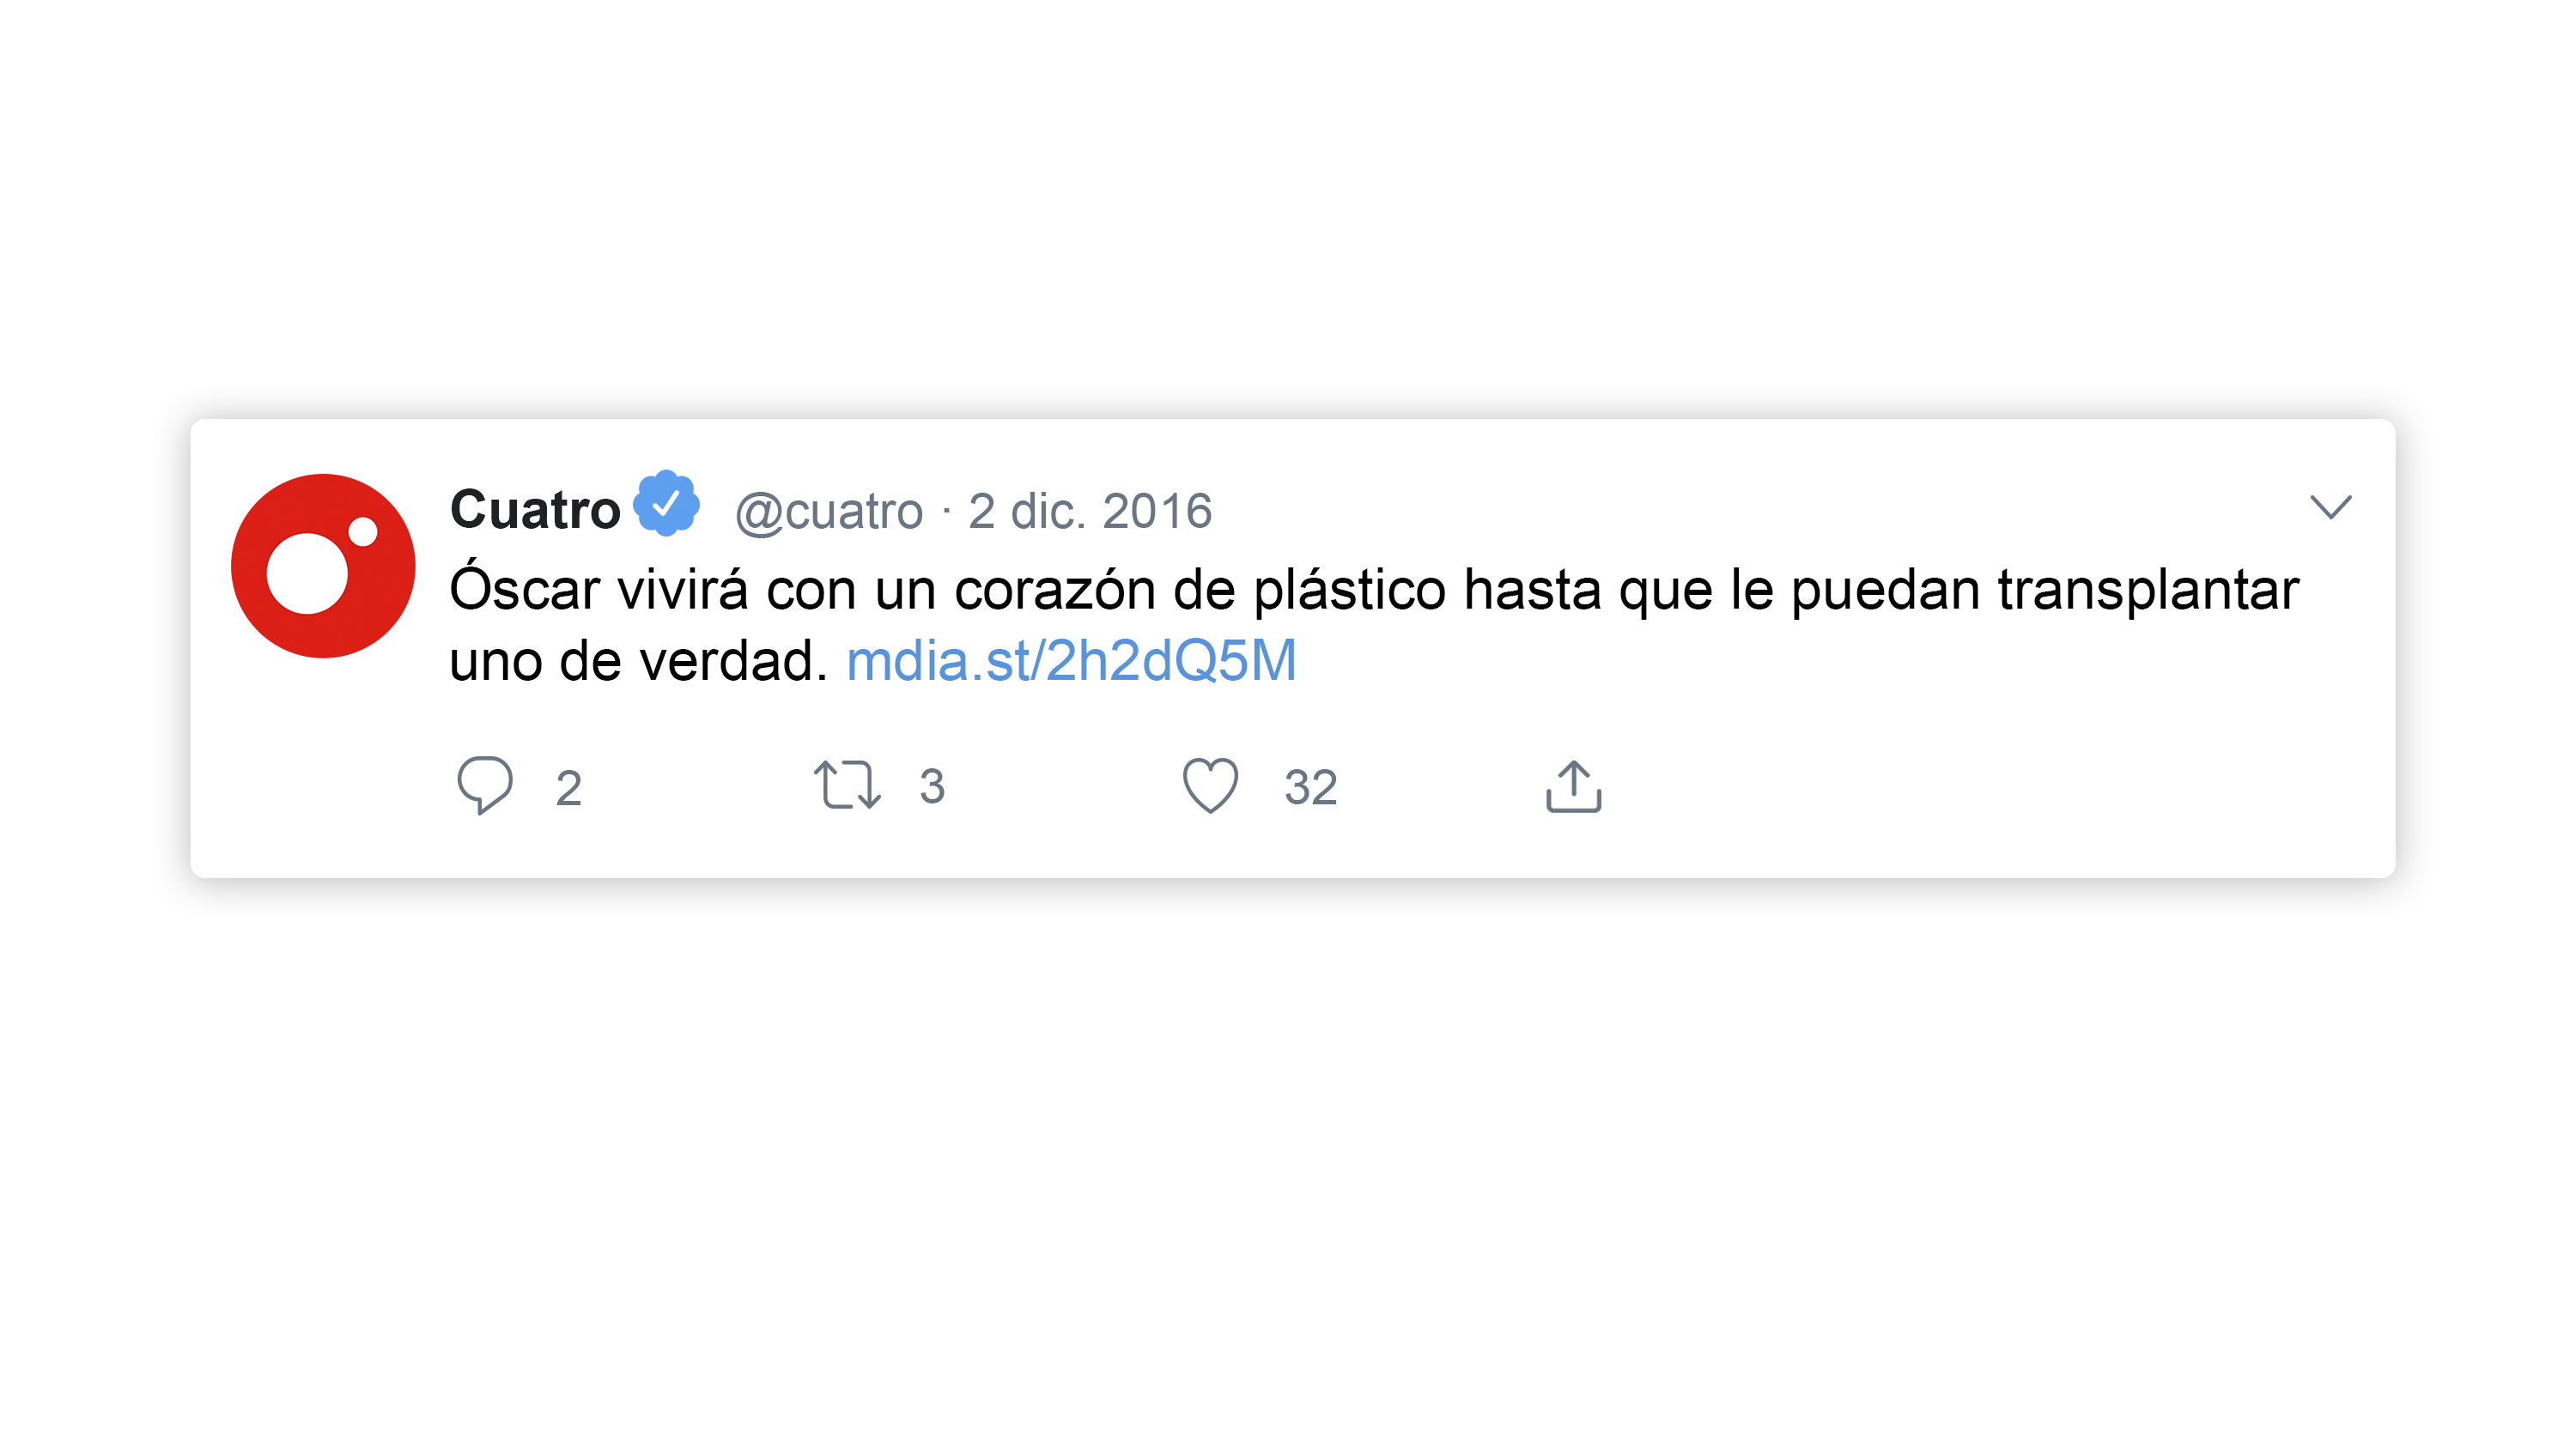 Cuatro @cuatro · 2 dic. 2016
Óscar vivirá con un corazón de plástico hasta que le puedan transplantar
uno de verdad. mdia.st/2h2dQ5M
2 3 32